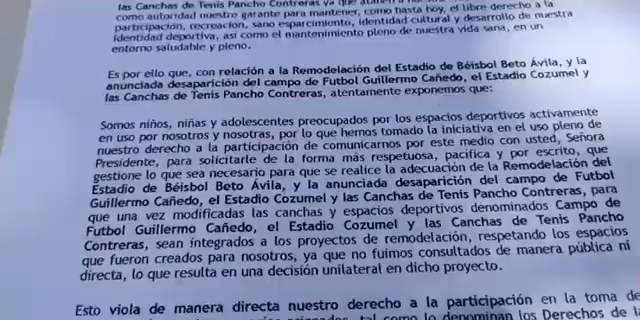 las Canchas de Tenis Pancho Contreras ya que
como autoridad nuestro garante para mantener, como hasta hoy, el libre derecho a la
participación, recreación, sano esparcimiento, identidad cultural y desarrollo de nuestra
identidad deportiva, así como el mantenimiento pleno de nuestra vida sana, en un
entorno saludable y pleno.
Es por ello que, con relación a la Remodelación del Estadio de Béisbol Beto Ávila, y la
anunciada desaparición del campo de Futbol Guillermo Cañedo, el Estadio Cozumel y
las Canchas de Tenis Pancho Contreras, atentamente exponemos que:
Somos niños, niñas y adolescentes preocupados por los espacios deportivos activamente
en uso por nosotros y nosotras, por lo que hemos tomado la iniciativa en el uso pleno de
nuestro derecho a la participación de comunicarnos por este medio con usted, Señora
Presidente, para solicitarle de la forma más respetuosa, pacifica y por escrito, que
gestione lo que sea necesario para que se realice la adecuación de la Remodelación del
Estadio de Béisbol Beto Ávila, y la anunciada desaparición del campo de Futbol
Guillermo Cañedo, el Estadio Cozumel y las Canchas de Tenis Pancho Contreras, para
que una vez modificadas las canchas y espacios deportivos denominados Campo de
Futbol Guillermo Cañedo, el Estadio Cozumel y las Canchas de Tenis Pancho
Contreras, sean integrados a los proyectos de remodelación, respetando los espacios
que fueron creados para nosotros, ya que no fuimos consultados de manera pública ni
directa, lo que resulta en una decisión unilateral en dicho proyecto.
Esto viola de manera directa nuestro derecho a la participación en la toma de
tal como lo denominan los Derechos de